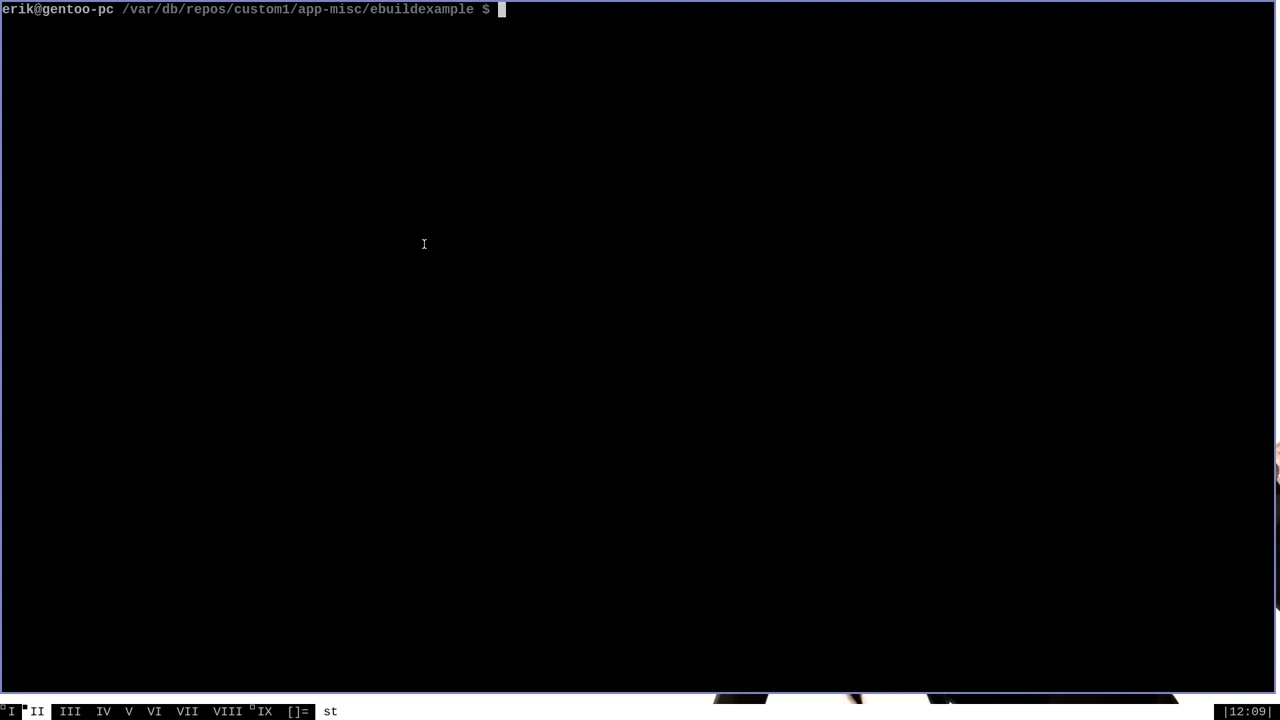 erik@gentoo-pc /var/db/repos/custom1/app-misc/ebuildexample $
I II III IV V VI VII VIII IX []= st |12:09|